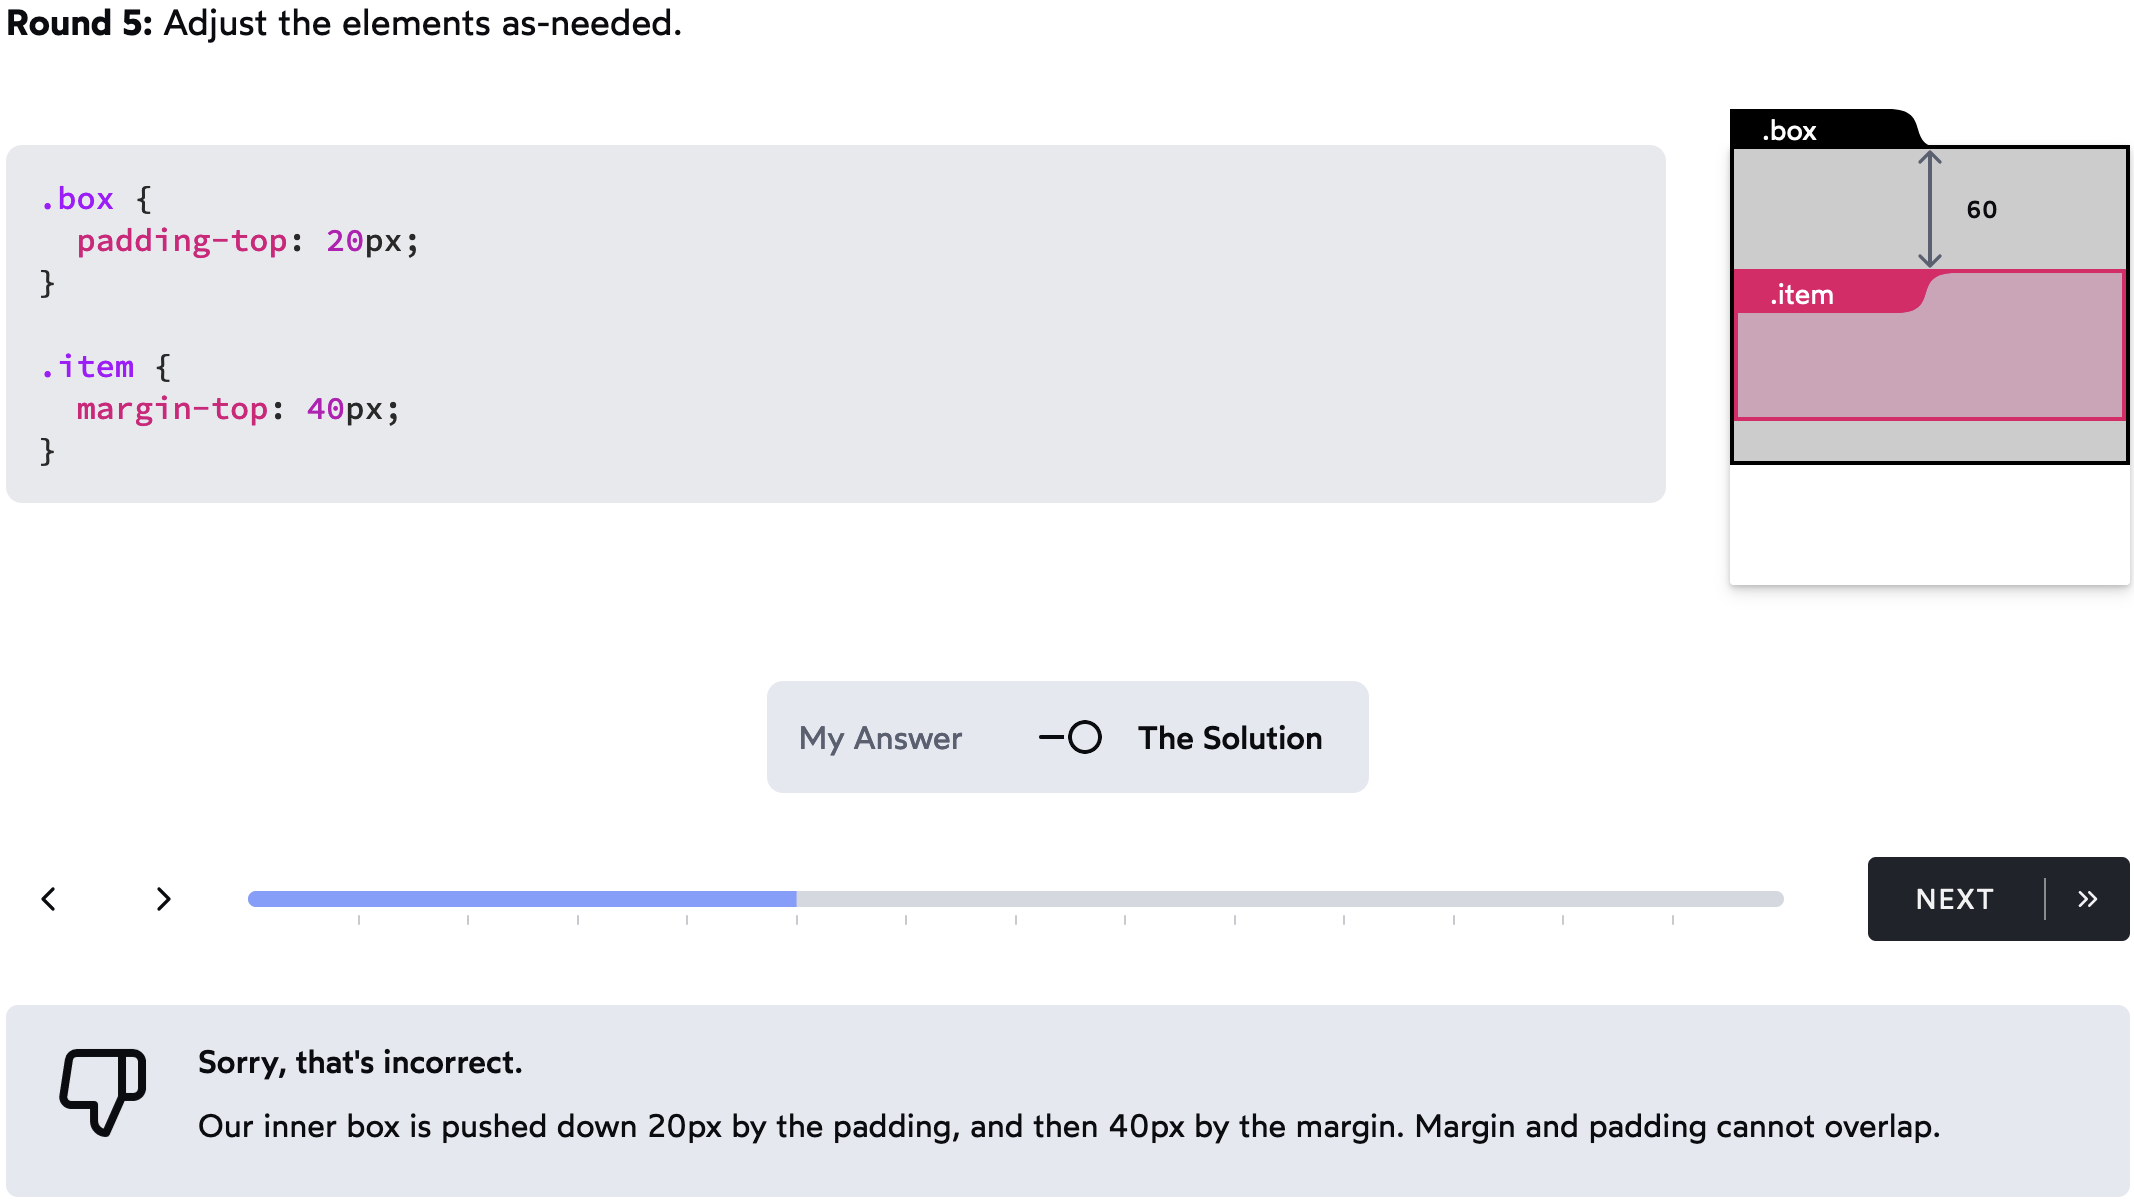 Round 5: Adjust the elements as-needed.
.box {
  padding-top: 20px;
}
.item {
  margin-top: 40px;
}
.box
60
.item
My Answer
The Solution
NEXT
Sorry, that's incorrect.
Our inner box is pushed down 20px by the padding, and then 40px by the margin. Margin and padding cannot overlap.